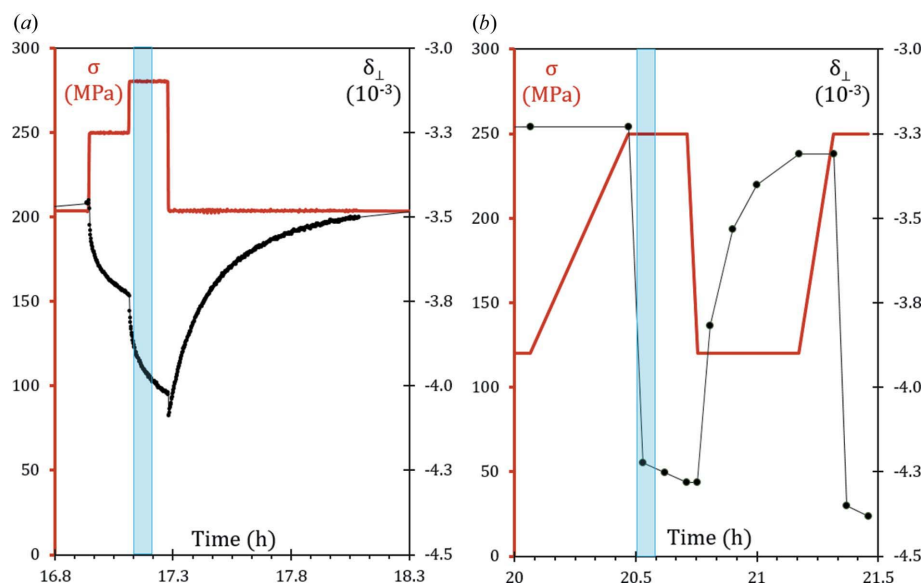 (a)
(b)
300
250
200
150
100
50
0
σ
(MPa)
δ⊥
(10-3)
-3.0
-3.3
-3.5
-3.8
-4.0
-4.3
-4.5
Time (h)
16.8 17.3 17.8 18.3
300
250
200
150
100
50
0
σ
(MPa)
δ⊥
(10-3)
-3.0
-3.3
-3.5
-3.8
-4.0
-4.3
-4.5
Time (h)
20 20.5 21 21.5